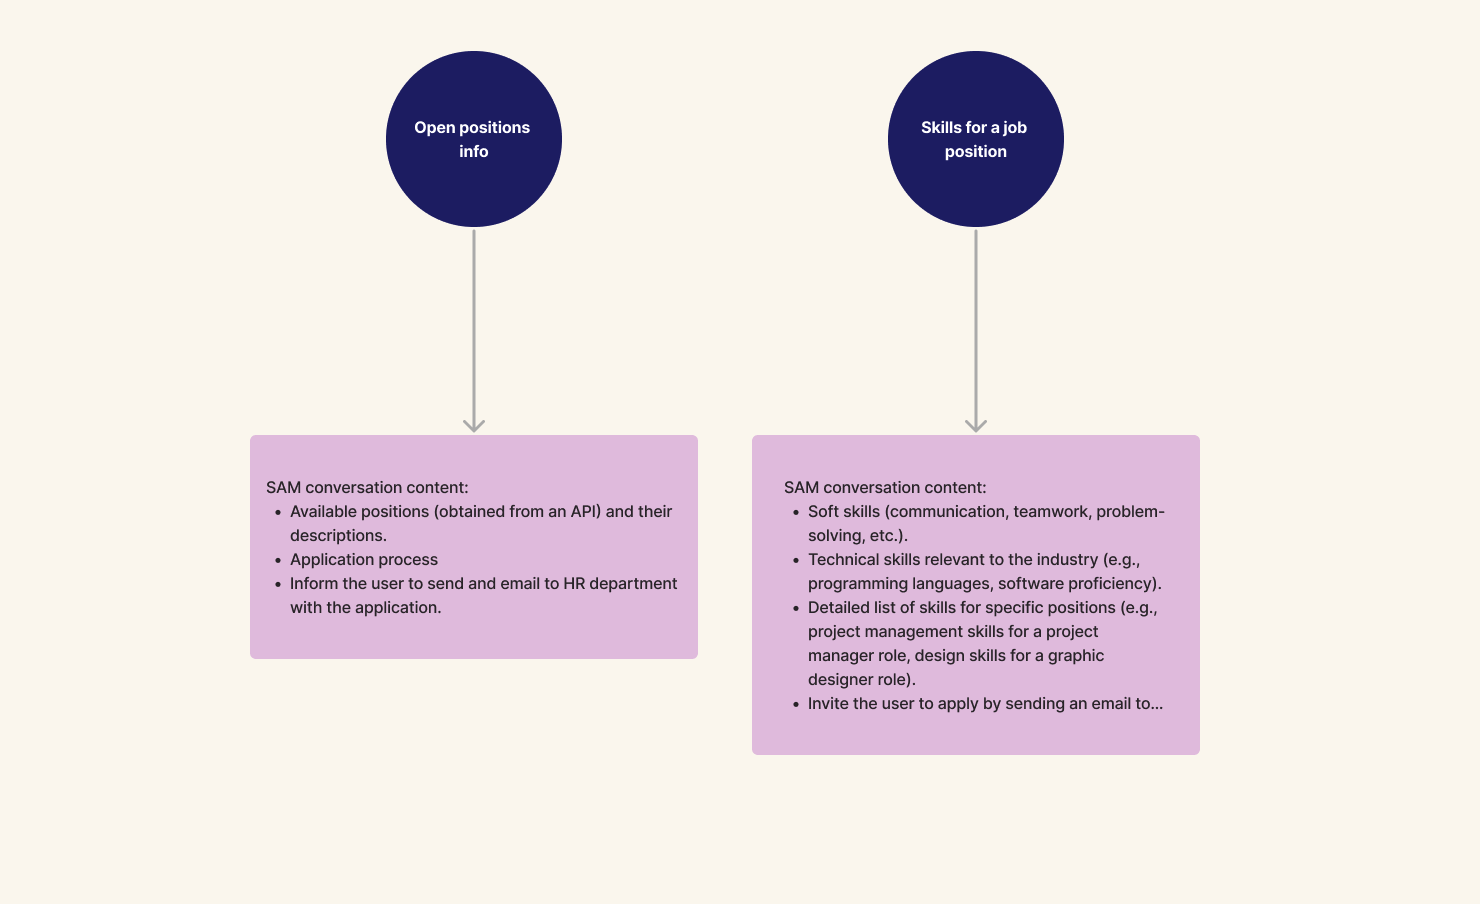 Open positions
info
Skills for a job
position
SAM conversation content:
• Available positions (obtained from an API) and their
descriptions.
• Application process
• Inform the user to send and email to HR department
with the application.
SAM conversation content:
• Soft skills (communication, teamwork, problem-
solving, etc.).
• Technical skills relevant to the industry (e.g.,
programming languages, software proficiency).
• Detailed list of skills for specific positions (e.g.,
project management skills for a project
manager role, design skills for a graphic
designer role).
• Invite the user to apply by sending an email to...